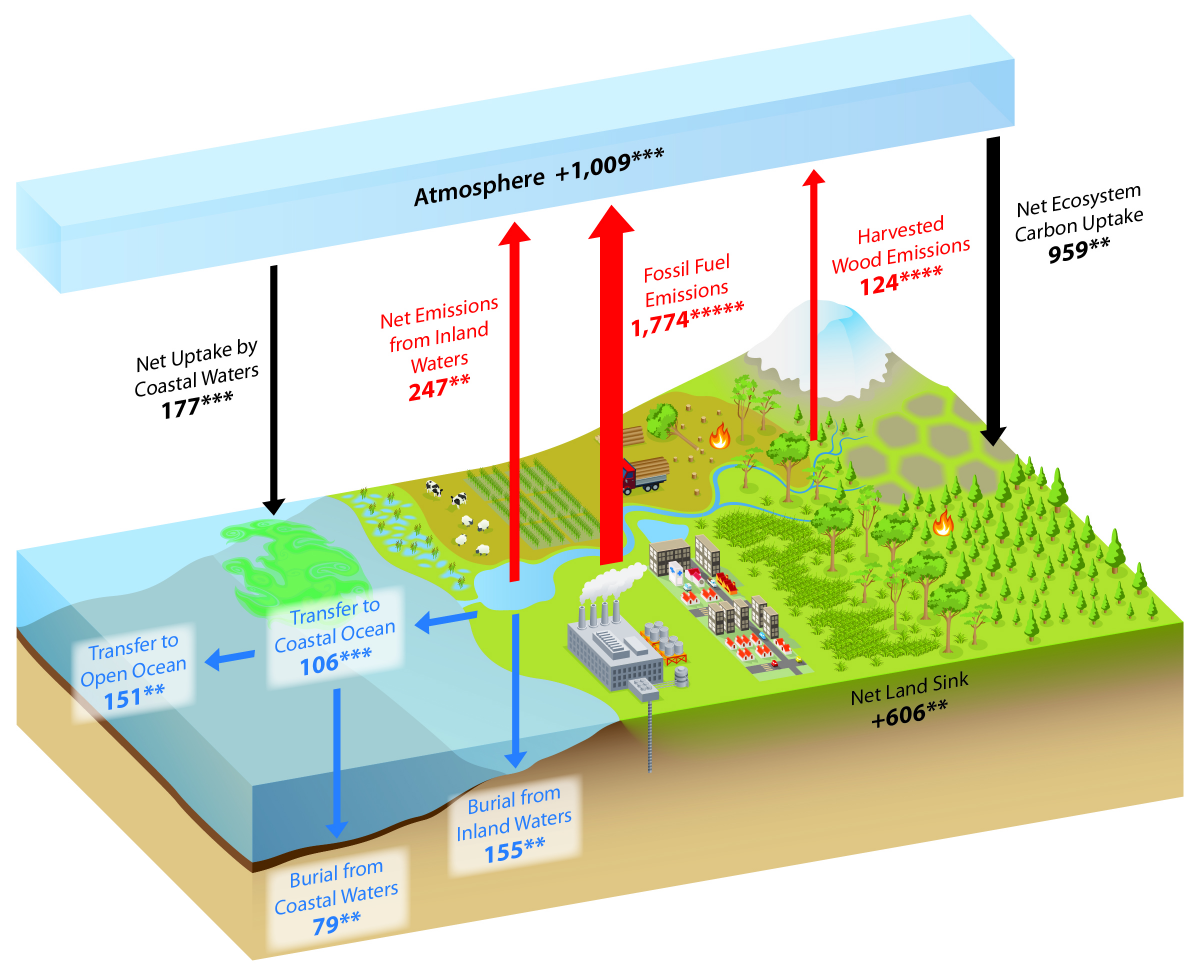 Atmosphere +1,009***
Net Ecosystem
Carbon Uptake
959**
Harvested
Wood Emissions
124****
Fossil Fuel
Emissions
1,774*****
Net Emissions
from Inland
Waters
247**
Net Uptake by
Coastal Waters
177***
Transfer to
Coastal Ocean
106***
Transfer to
Open Ocean
151**
Net Land Sink
+606**
Burial from
Inland Waters
155**
Burial from
Coastal Waters
79**